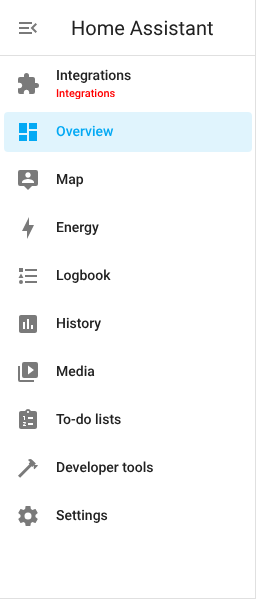 Home Assistant
Integrations
Integrations
Overview
Map
Energy
Logbook
History
Media
To-do lists
Developer tools
Settings